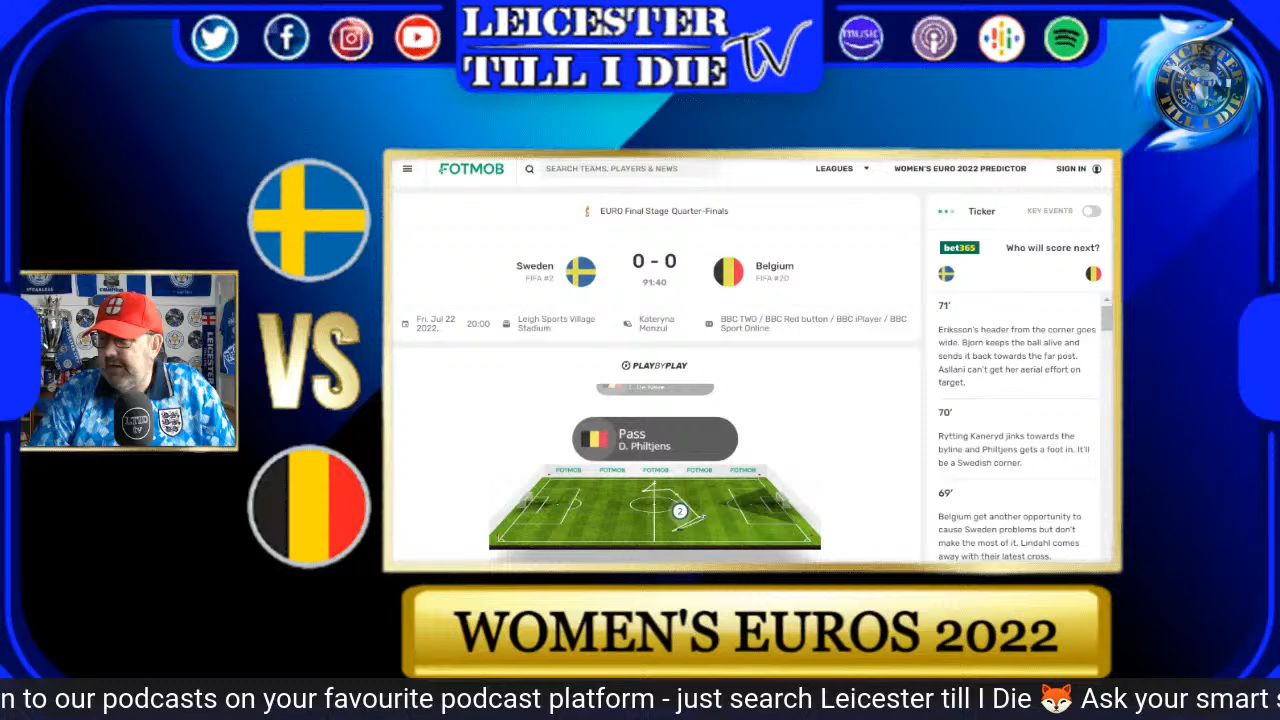 LEICESTER
TILL I DIE TV
music
LEICESTER
TILL I DIE
VS
FOTMOB
SEARCH TEAMS, PLAYERS & NEWS
LEAGUES
WOMEN'S EURO 2022 PREDICTOR
SIGN IN
EURO Final Stage Quarter-Finals
Sweden
FIFA #2
0 - 0
91:40
Belgium
FIFA #20
Fri, Jul 22
2022,
20:00
Leigh Sports Village
Stadium
Kateryna
Monzul
BBC TWO / BBC Red button / BBC iPlayer / BBC
Sport Online
PLAYBYPLAY
Pass
D. Philtjens
FOTMOB FOTMOB FOTMOB FOTMOB FOTMOB
2
Ticker
KEY EVENTS
bet365
Who will score next?
71'
Eriksson's header from the corner goes
wide. Bjorn keeps the ball alive and
sends it back towards the far post.
Asllani can't get her aerial effort on
target.
70'
Rytting Kaneryd jinks towards the
byline and Philtjens gets a foot in. It'll
be a Swedish corner.
69'
Belgium get another opportunity to
cause Sweden problems but don't
make the most of it. Lindahl comes
away with their latest cross.
LTID
TV
WOMEN'S EUROS 2022
n to our podcasts on your favourite podcast platform - just search Leicester till I Die 🦊 Ask your smart s